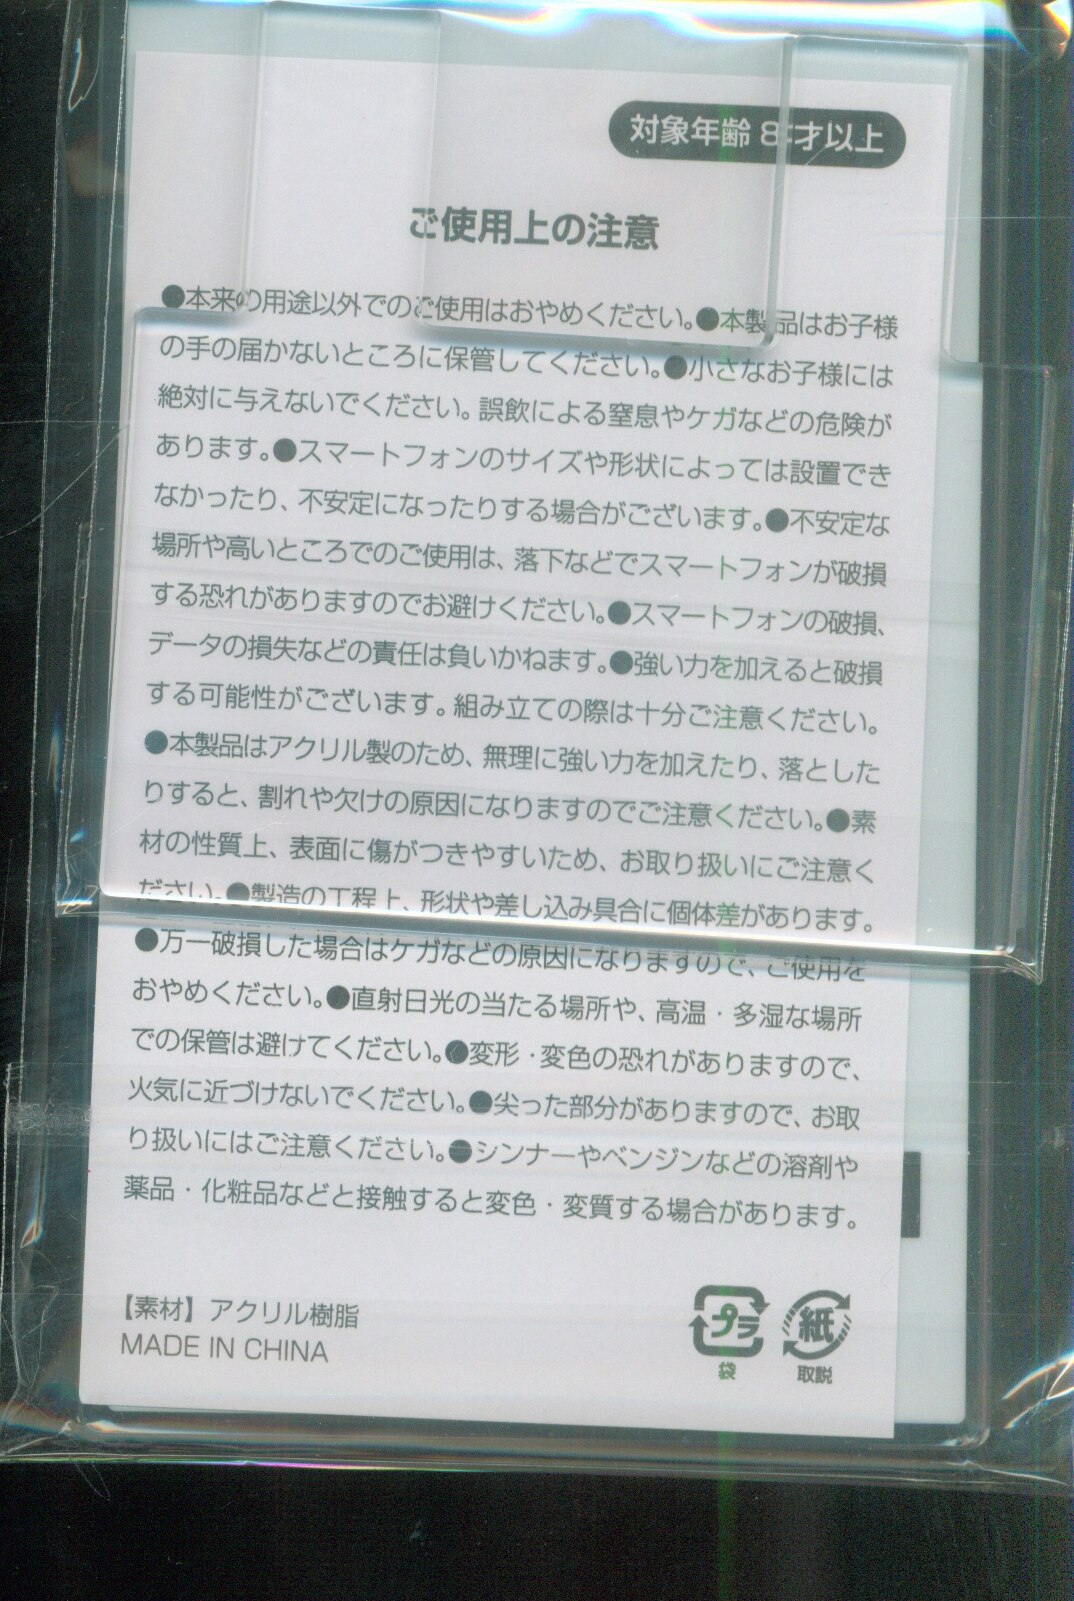 対象年齢 8才以上
ご使用上の注意
●本来の用途以外でのご使用はおやめください。●本製品はお子様
の手の届かないところに保管してください。●小さなお子様には
絶対に与えないでください。誤飲による窒息やケガなどの危険が
あります。●スマートフォンのサイズや形状によっては設置でき
なかったり、不安定になったりする場合がございます。●不安定な
場所や高いところでのご使用は、落下などでスマートフォンが破損
する恐れがありますのでお避けください。●スマートフォンの破損、
データの損失などの責任は負いかねます。●強い力を加えると破損
する可能性がございます。組み立ての際は十分ご注意ください。
●本製品はアクリル製のため、無理に強い力を加えたり、落とした
りすると、割れや欠けの原因になりますのでご注意ください。●素
材の性質上、表面に傷がつきやすいため、お取り扱いにご注意く
ださい。●製造の工程上、形状や差し込み具合に個体差があります。
●万一破損した場合はケガなどの原因になりますので、ご使用を
おやめください。●直射日光の当たる場所や、高温・多湿な場所
での保管は避けてください。●変形・変色の恐れがありますので、
火気に近づけないでください。●尖った部分がありますので、お取
り扱いにはご注意ください。●シンナーやベンジンなどの溶剤や
薬品・化粧品などと接触すると変色・変質する場合があります。
【素材】アクリル樹脂
MADE IN CHINA
プラ
袋
紙
取説